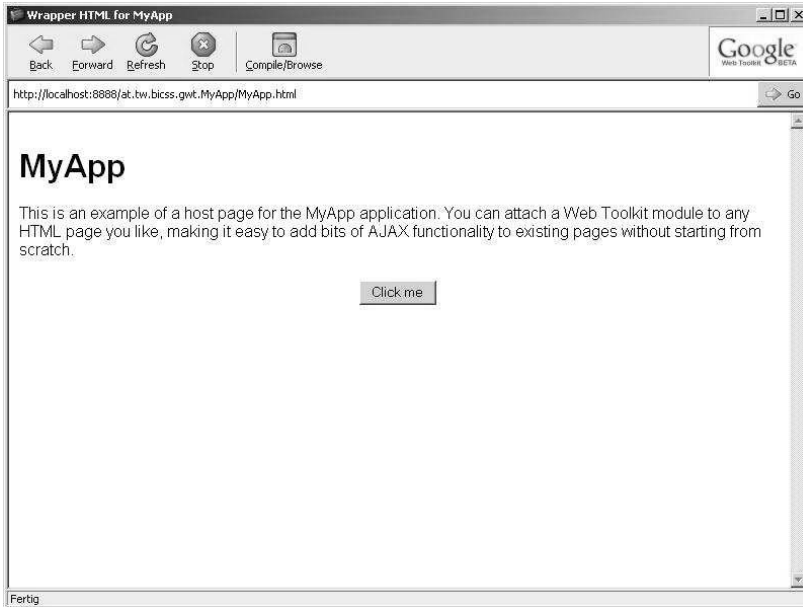 Wrapper HTML for MyApp
Back Forward Refresh Stop Compile/Browse
Google
Web Toolkit BETA
http://localhost:8888/at.tw.bicss.gwt.MyApp/MyApp.html
Go
MyApp
This is an example of a host page for the MyApp application. You can attach a Web Toolkit module to any
HTML page you like, making it easy to add bits of AJAX functionality to existing pages without starting from
scratch.
Click me
Fertig